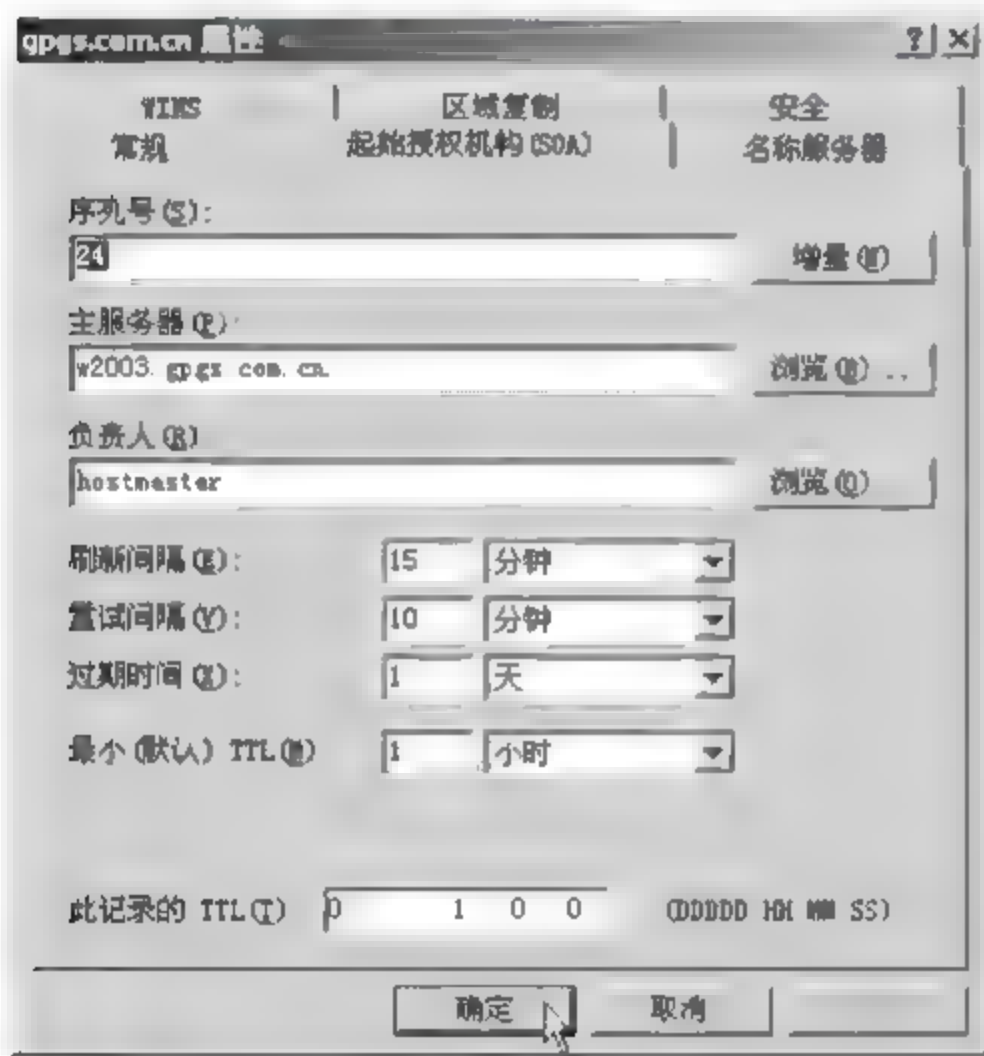 gpgs.com.cn 属性
WINS 区域复制 安全
常规 起始授权机构(SOA) 名称服务器
序列号(S):
24 增量(N)
主服务器(P):
w2003.gpgs.com.cn. 浏览(B)..
负责人(R)
hostmaster 浏览(O)
刷新间隔(E): 15 分钟
重试间隔(V): 10 分钟
过期时间(X): 1 天
最小(默认) TTL(M) 1 小时
此记录的 TTL(T) 0 1 0 0 (DDDDD HH MM SS)
确定 取消